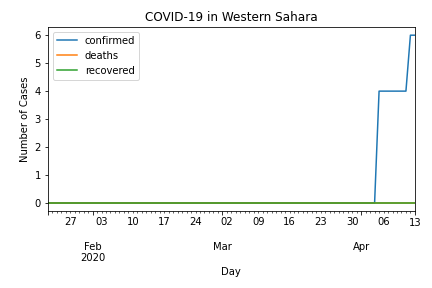 COVID-19 in Western Sahara
confirmed
deaths
recovered
Number of Cases
6
5
4
3
2
1
0
27 03 10 17 23 02 09 16 23 30 06 13
Feb Mar Apr
2020
Day